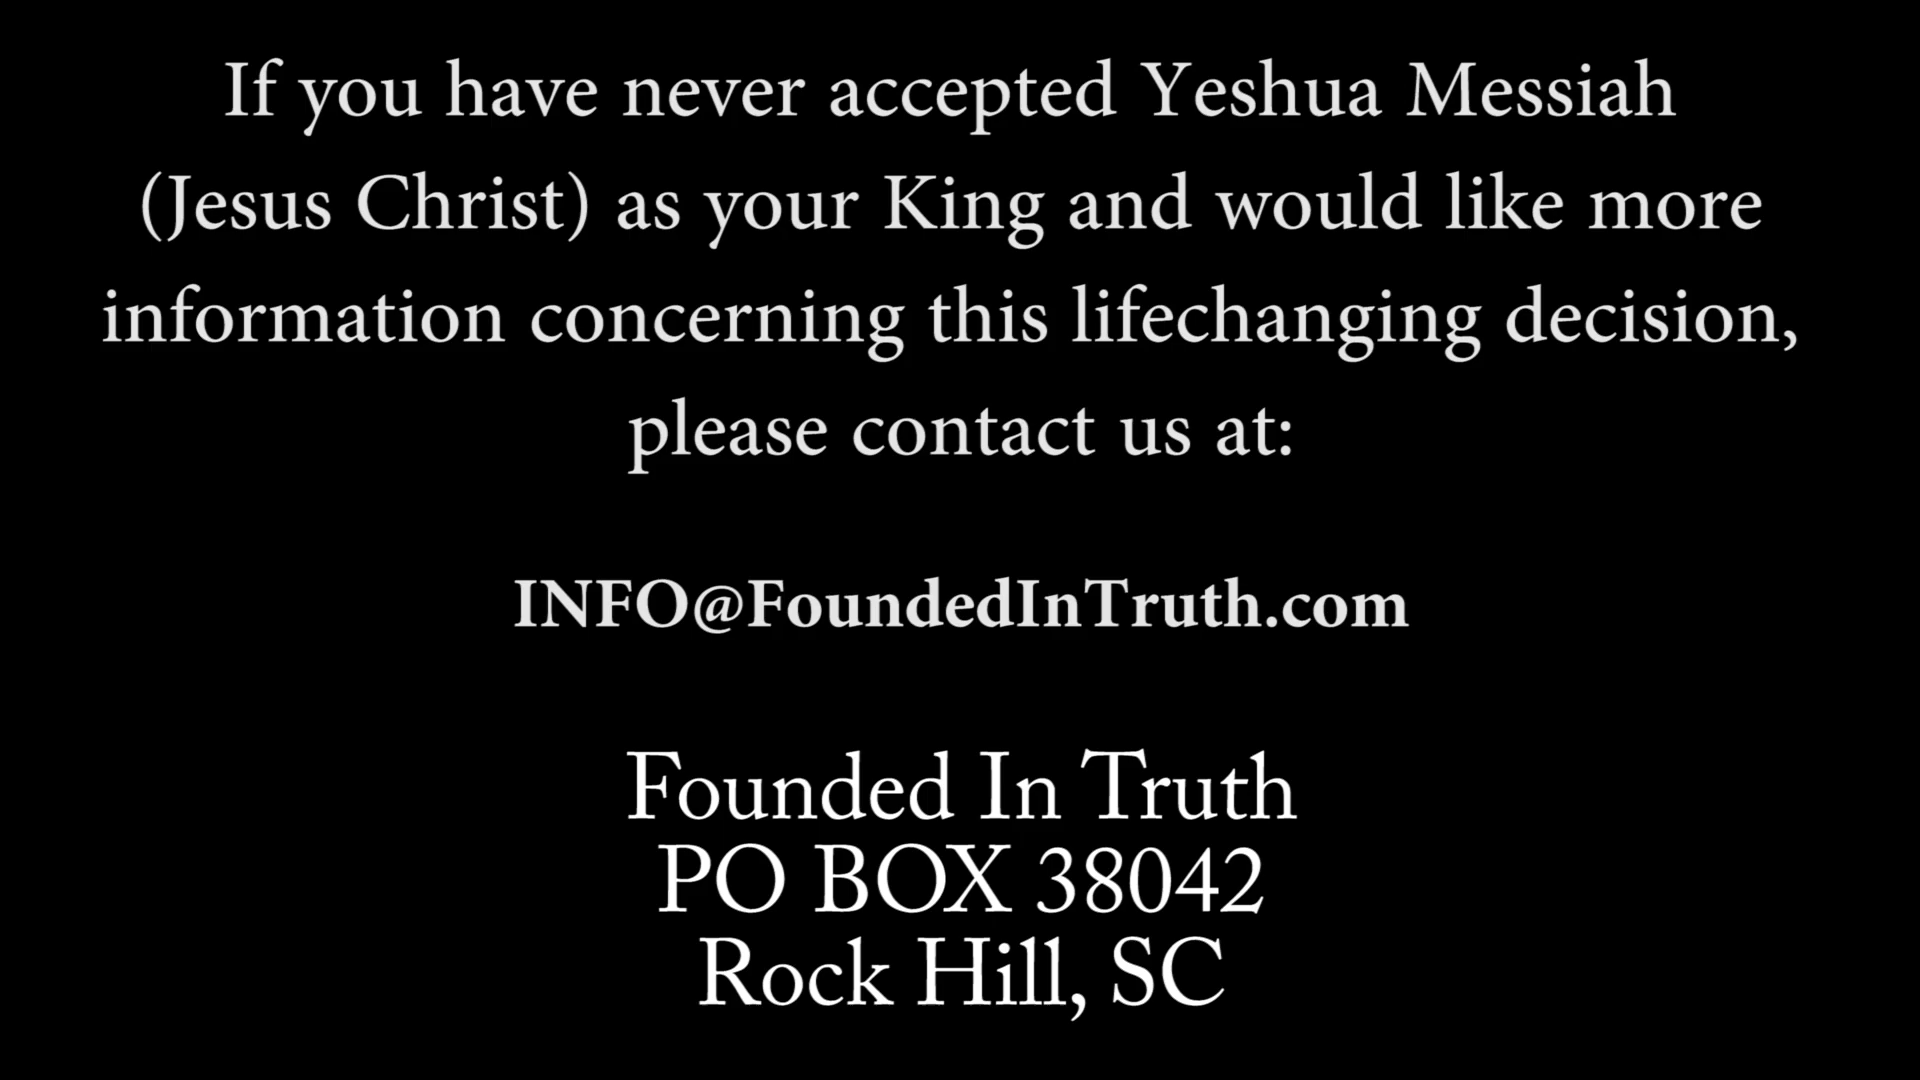 If you have never accepted Yeshua Messiah
(Jesus Christ) as your King and would like more
information concerning this lifechanging decision,
please contact us at:
INFO@FoundedInTruth.com
Founded In Truth
PO BOX 38042
Rock Hill, SC